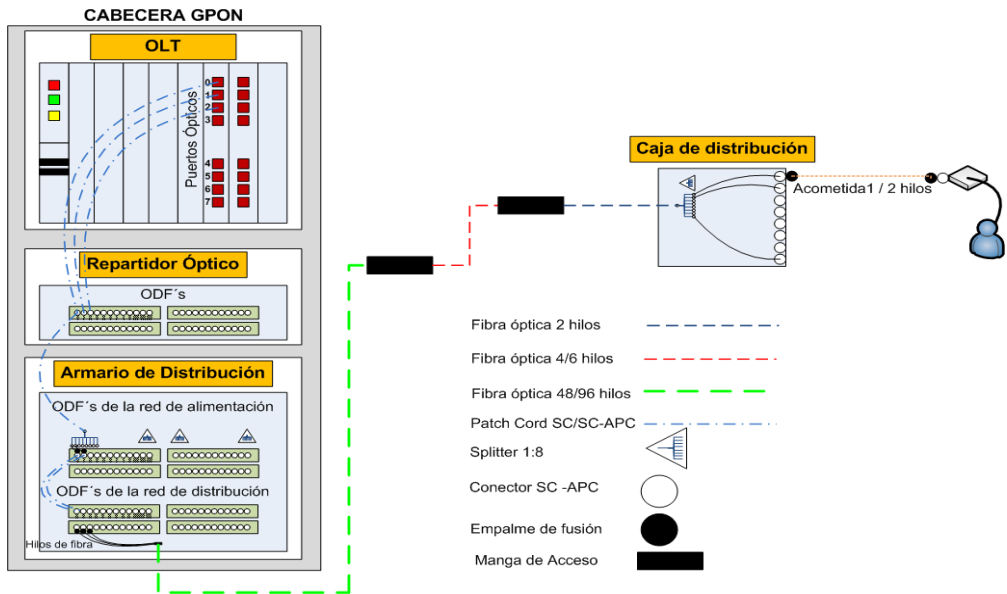 CABECERA GPON
OLT
Puertos Ópticos
0
1
2
3
4
5
6
7
Repartidor Óptico
ODF´s
Armario de Distribución
ODF´s de la red de alimentación
ODF´s de la red de distribución
Hilos de fibra
Caja de distribución
Acometida1 / 2 hilos
Fibra óptica 2 hilos
Fibra óptica 4/6 hilos
Fibra óptica 48/96 hilos
Patch Cord SC/SC-APC
Splitter 1:8
Conector SC -APC
Empalme de fusión
Manga de Acceso